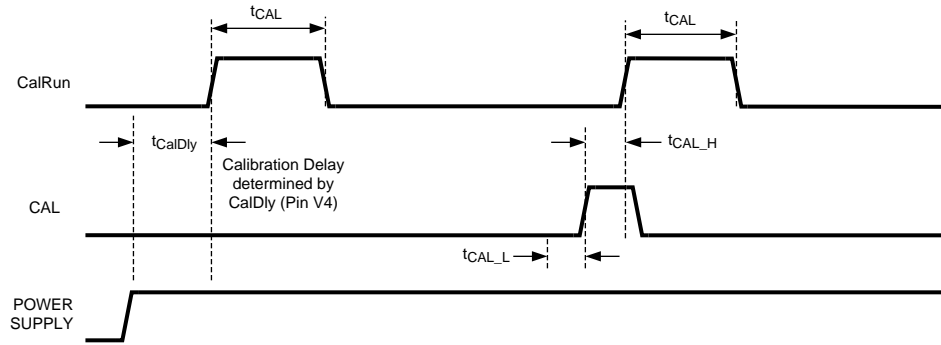 tCAL
tCAL
CalRun
tCalDly
tCAL_H
Calibration Delay
determined by
CalDly (Pin V4)
CAL
tCAL_L
POWER
SUPPLY